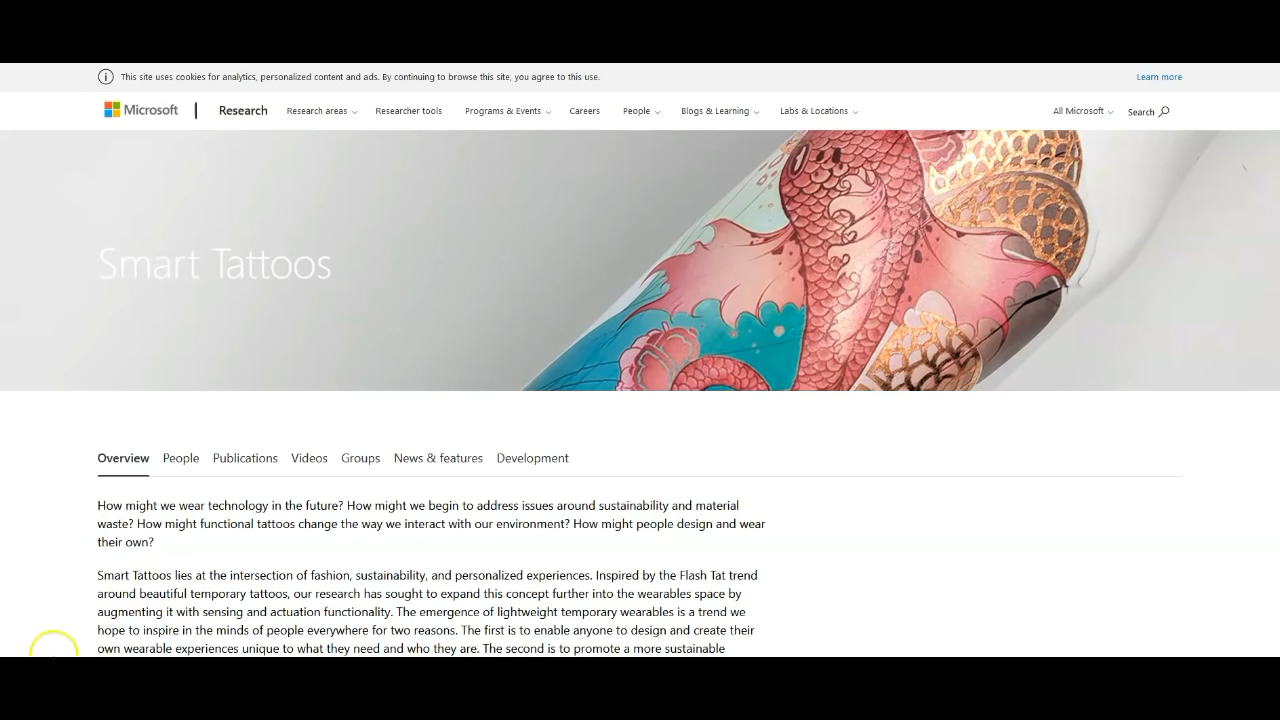 This site uses cookies for analytics, personalized content and ads. By continuing to browse this site, you agree to this use. Learn more
Microsoft Research Research areas Researcher tools Programs & Events Careers People Blogs & Learning Labs & Locations All Microsoft Search
Smart Tattoos
Overview People Publications Videos Groups News & features Development
How might we wear technology in the future? How might we begin to address issues around sustainability and material
waste? How might functional tattoos change the way we interact with our environment? How might people design and wear
their own?
Smart Tattoos lies at the intersection of fashion, sustainability, and personalized experiences. Inspired by the Flash Tat trend
around beautiful temporary tattoos, our research has sought to expand this concept further into the wearables space by
augmenting it with sensing and actuation functionality. The emergence of lightweight temporary wearables is a trend we
hope to inspire in the minds of people everywhere for two reasons. The first is to enable anyone to design and create their
own wearable experiences unique to what they need and who they are. The second is to promote a more sustainable